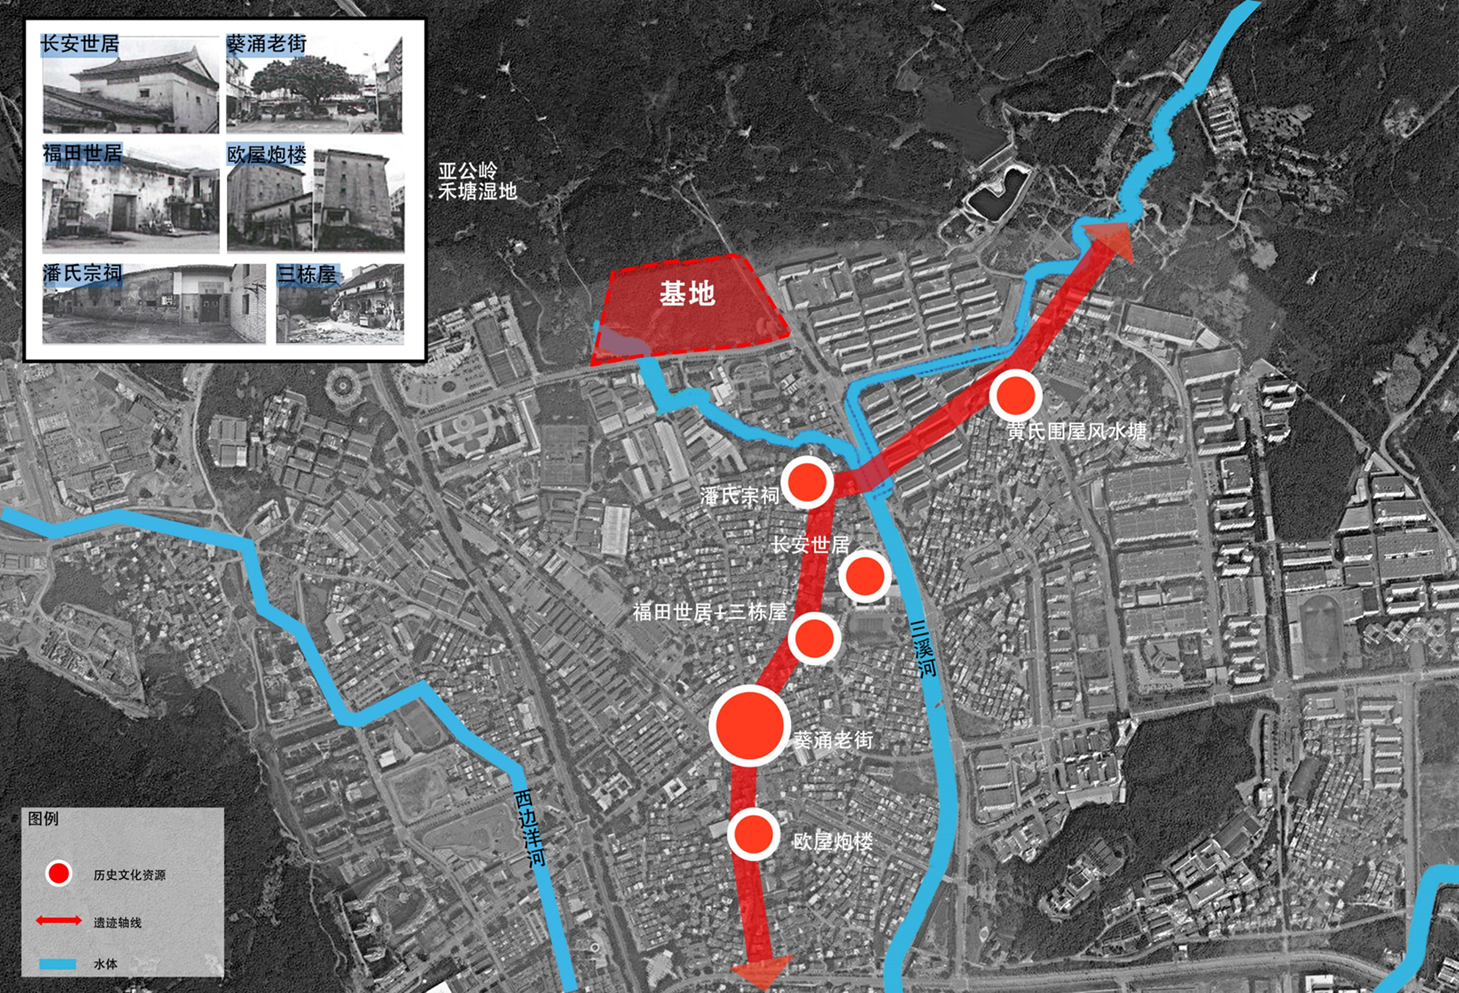 长安世居
葵涌老街
福田世居
欧屋炮楼
潘氏宗祠
三栋屋
亚公岭
禾塘湿地
基地
黄氏围屋风水塘
潘氏宗祠
长安世居
福田世居+三栋屋
三溪河
葵涌老街
西边洋河
欧屋炮楼
图例
历史文化资源
遗迹轴线
水体